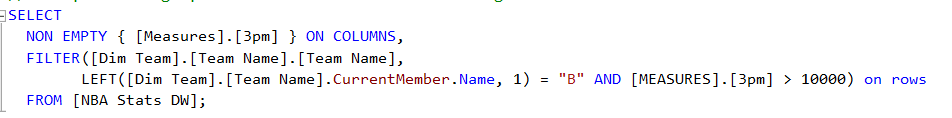 SELECT
NON EMPTY { [Measures].[3pm] } ON COLUMNS,
FILTER([Dim Team].[Team Name].[Team Name],
LEFT([Dim Team].[Team Name].CurrentMember.Name, 1) = "B" AND [MEASURES].[3pm] > 10000) on rows
FROM [NBA Stats DW];